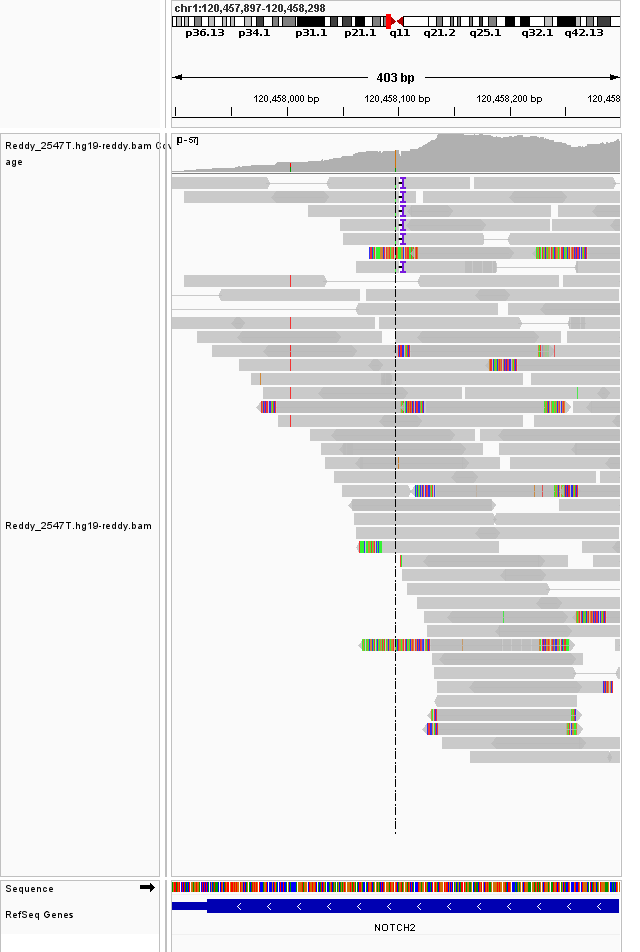 chr1:120,457,897-120,458,298
p36.13 p34.1 p31.1 p21.1 q11 q21.2 q25.1 q32.1 q42.13
403 bp
120,458,000 bp 120,458,100 bp 120,458,200 bp 120,458
[0 - 57]
Reddy_2547T.hg19-reddy.bam Cov
age
Reddy_2547T.hg19-reddy.bam
Sequence
RefSeq Genes
NOTCH2